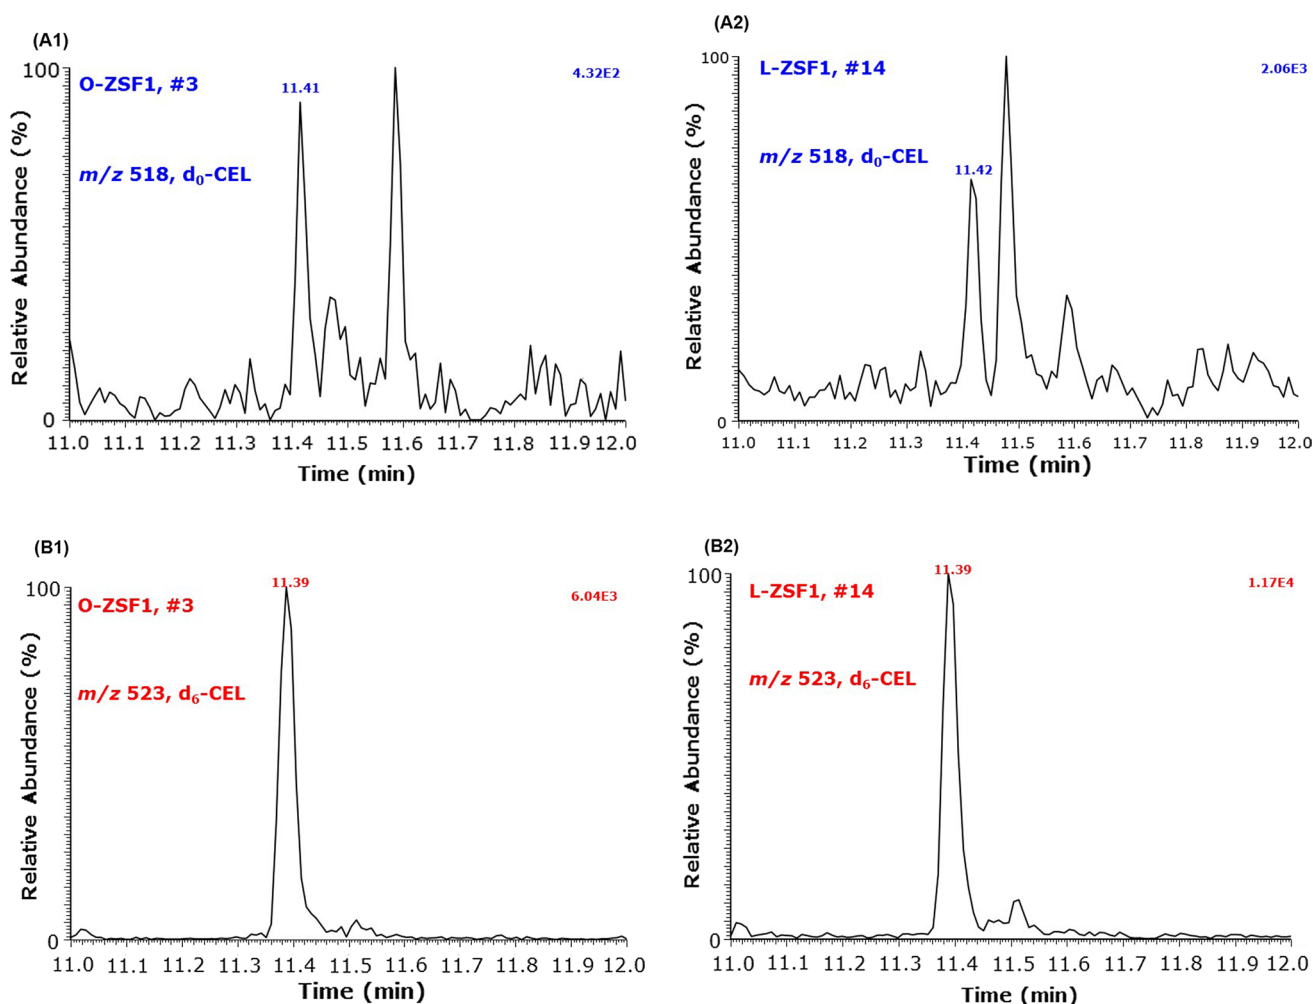 (A1)
O-ZSF1, #3
4.32E2
11.41
m/z 518, d₀-CEL
Relative Abundance (%)
100
0
11.0 11.1 11.2 11.3 11.4 11.5 11.6 11.7 11.8 11.9 12.0
Time (min)
(A2)
L-ZSF1, #14
2.06E3
m/z 518, d₀-CEL
11.42
Relative Abundance (%)
100
0
11.0 11.1 11.2 11.3 11.4 11.5 11.6 11.7 11.8 11.9 12.0
Time (min)
(B1)
11.39
O-ZSF1, #3
6.04E3
m/z 523, d₆-CEL
Relative Abundance (%)
100
0
11.0 11.1 11.2 11.3 11.4 11.5 11.6 11.7 11.8 11.9 12.0
Time (min)
(B2)
11.39
L-ZSF1, #14
1.17E4
m/z 523, d₆-CEL
Relative Abundance (%)
100
0
11.0 11.1 11.2 11.3 11.4 11.5 11.6 11.7 11.8 11.9 12.0
Time (min)